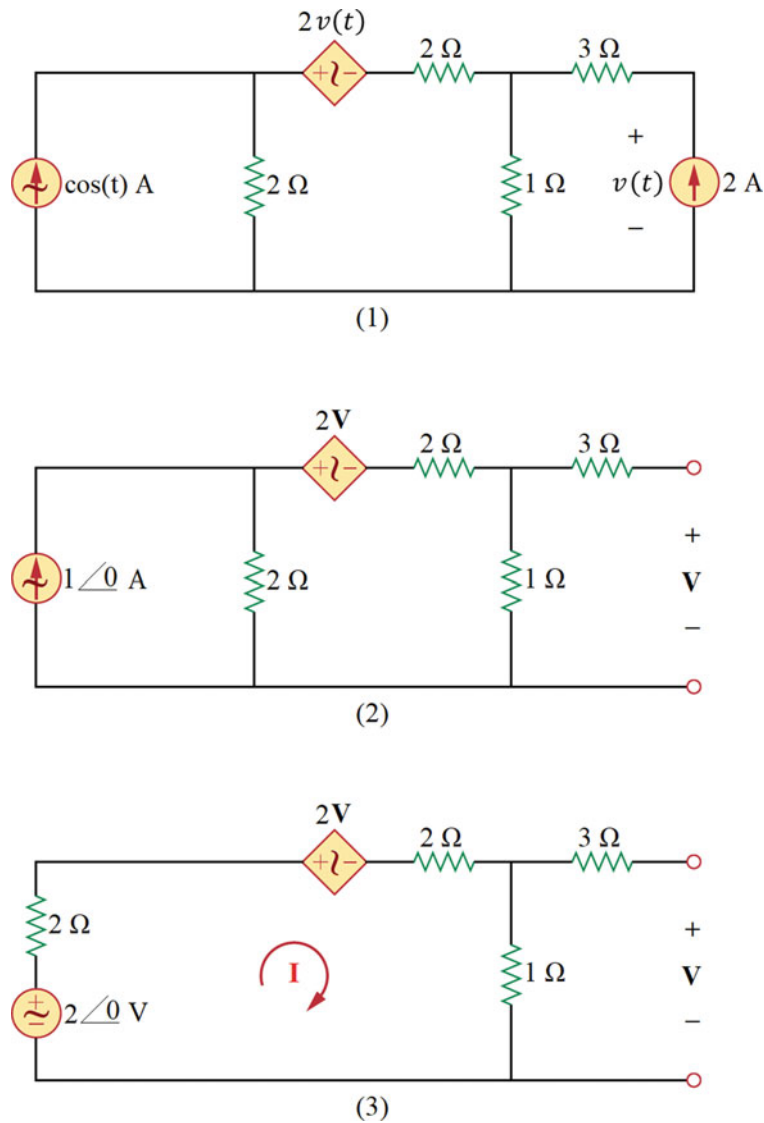 2v(t)
2 Ω
3 Ω
cos(t) A
2 Ω
1 Ω
+
v(t)
−
2 A
(1)
2V
2 Ω
3 Ω
1∠0 A
2 Ω
1 Ω
+
V
−
(2)
2V
2 Ω
3 Ω
2 Ω
I
1 Ω
+
V
−
2∠0 V
(3)